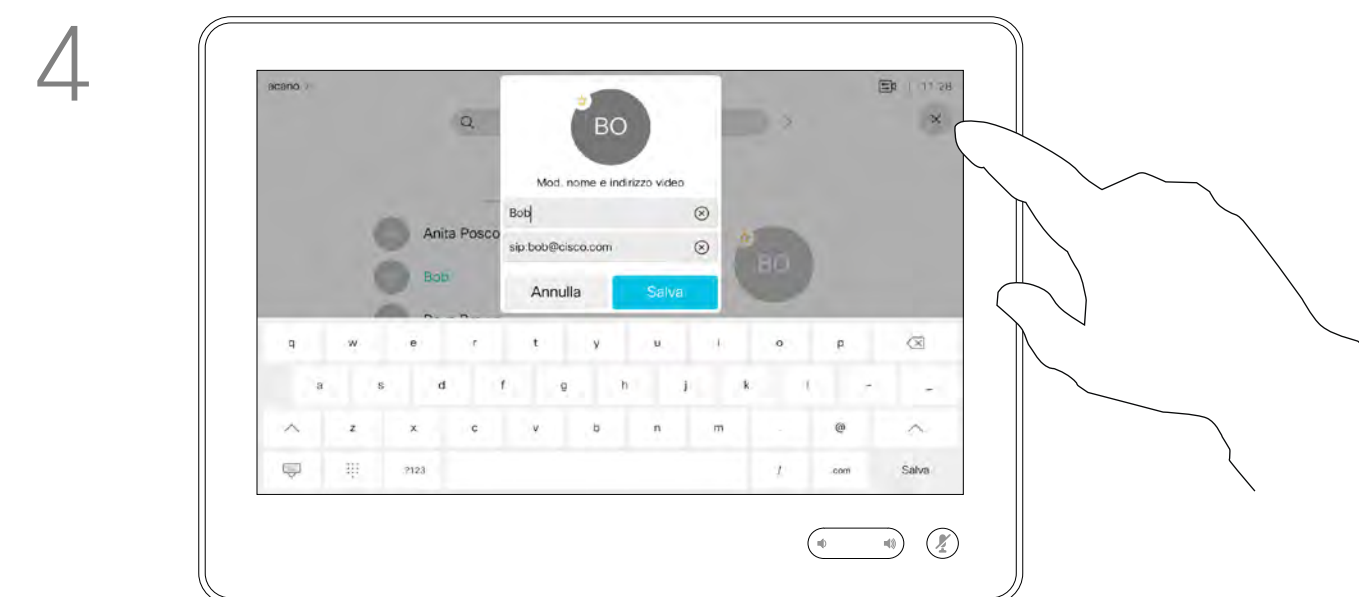 4
acano
11:28
BO
Mod. nome e indirizzo video
Bob
sip:bob@cisco.com
Annulla Salva
Anita Posco
Bob
BO
q w e r t y u i o p
a s d f g h j k l - _
z x c v b n m . @
?123 / .com Salva